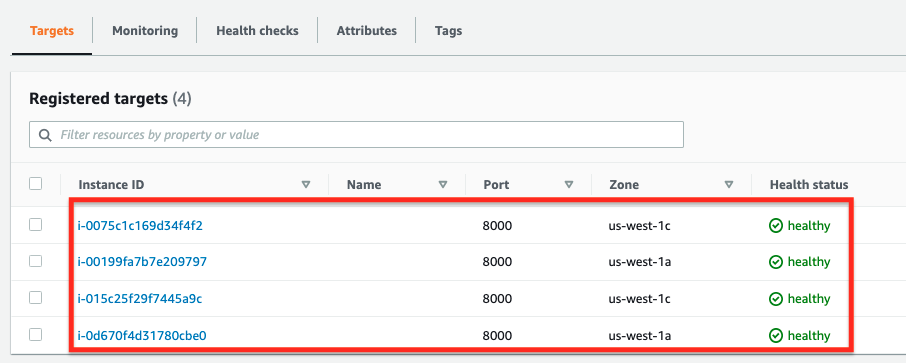 Targets Monitoring Health checks Attributes Tags
Registered targets (4)
Filter resources by property or value
Instance ID Name Port Zone Health status
i-0075c1c169d34f4f2 8000 us-west-1c healthy
i-00199fa7b7e209797 8000 us-west-1a healthy
i-015c25f29f7445a9c 8000 us-west-1c healthy
i-0d670f4d31780cbe0 8000 us-west-1a healthy